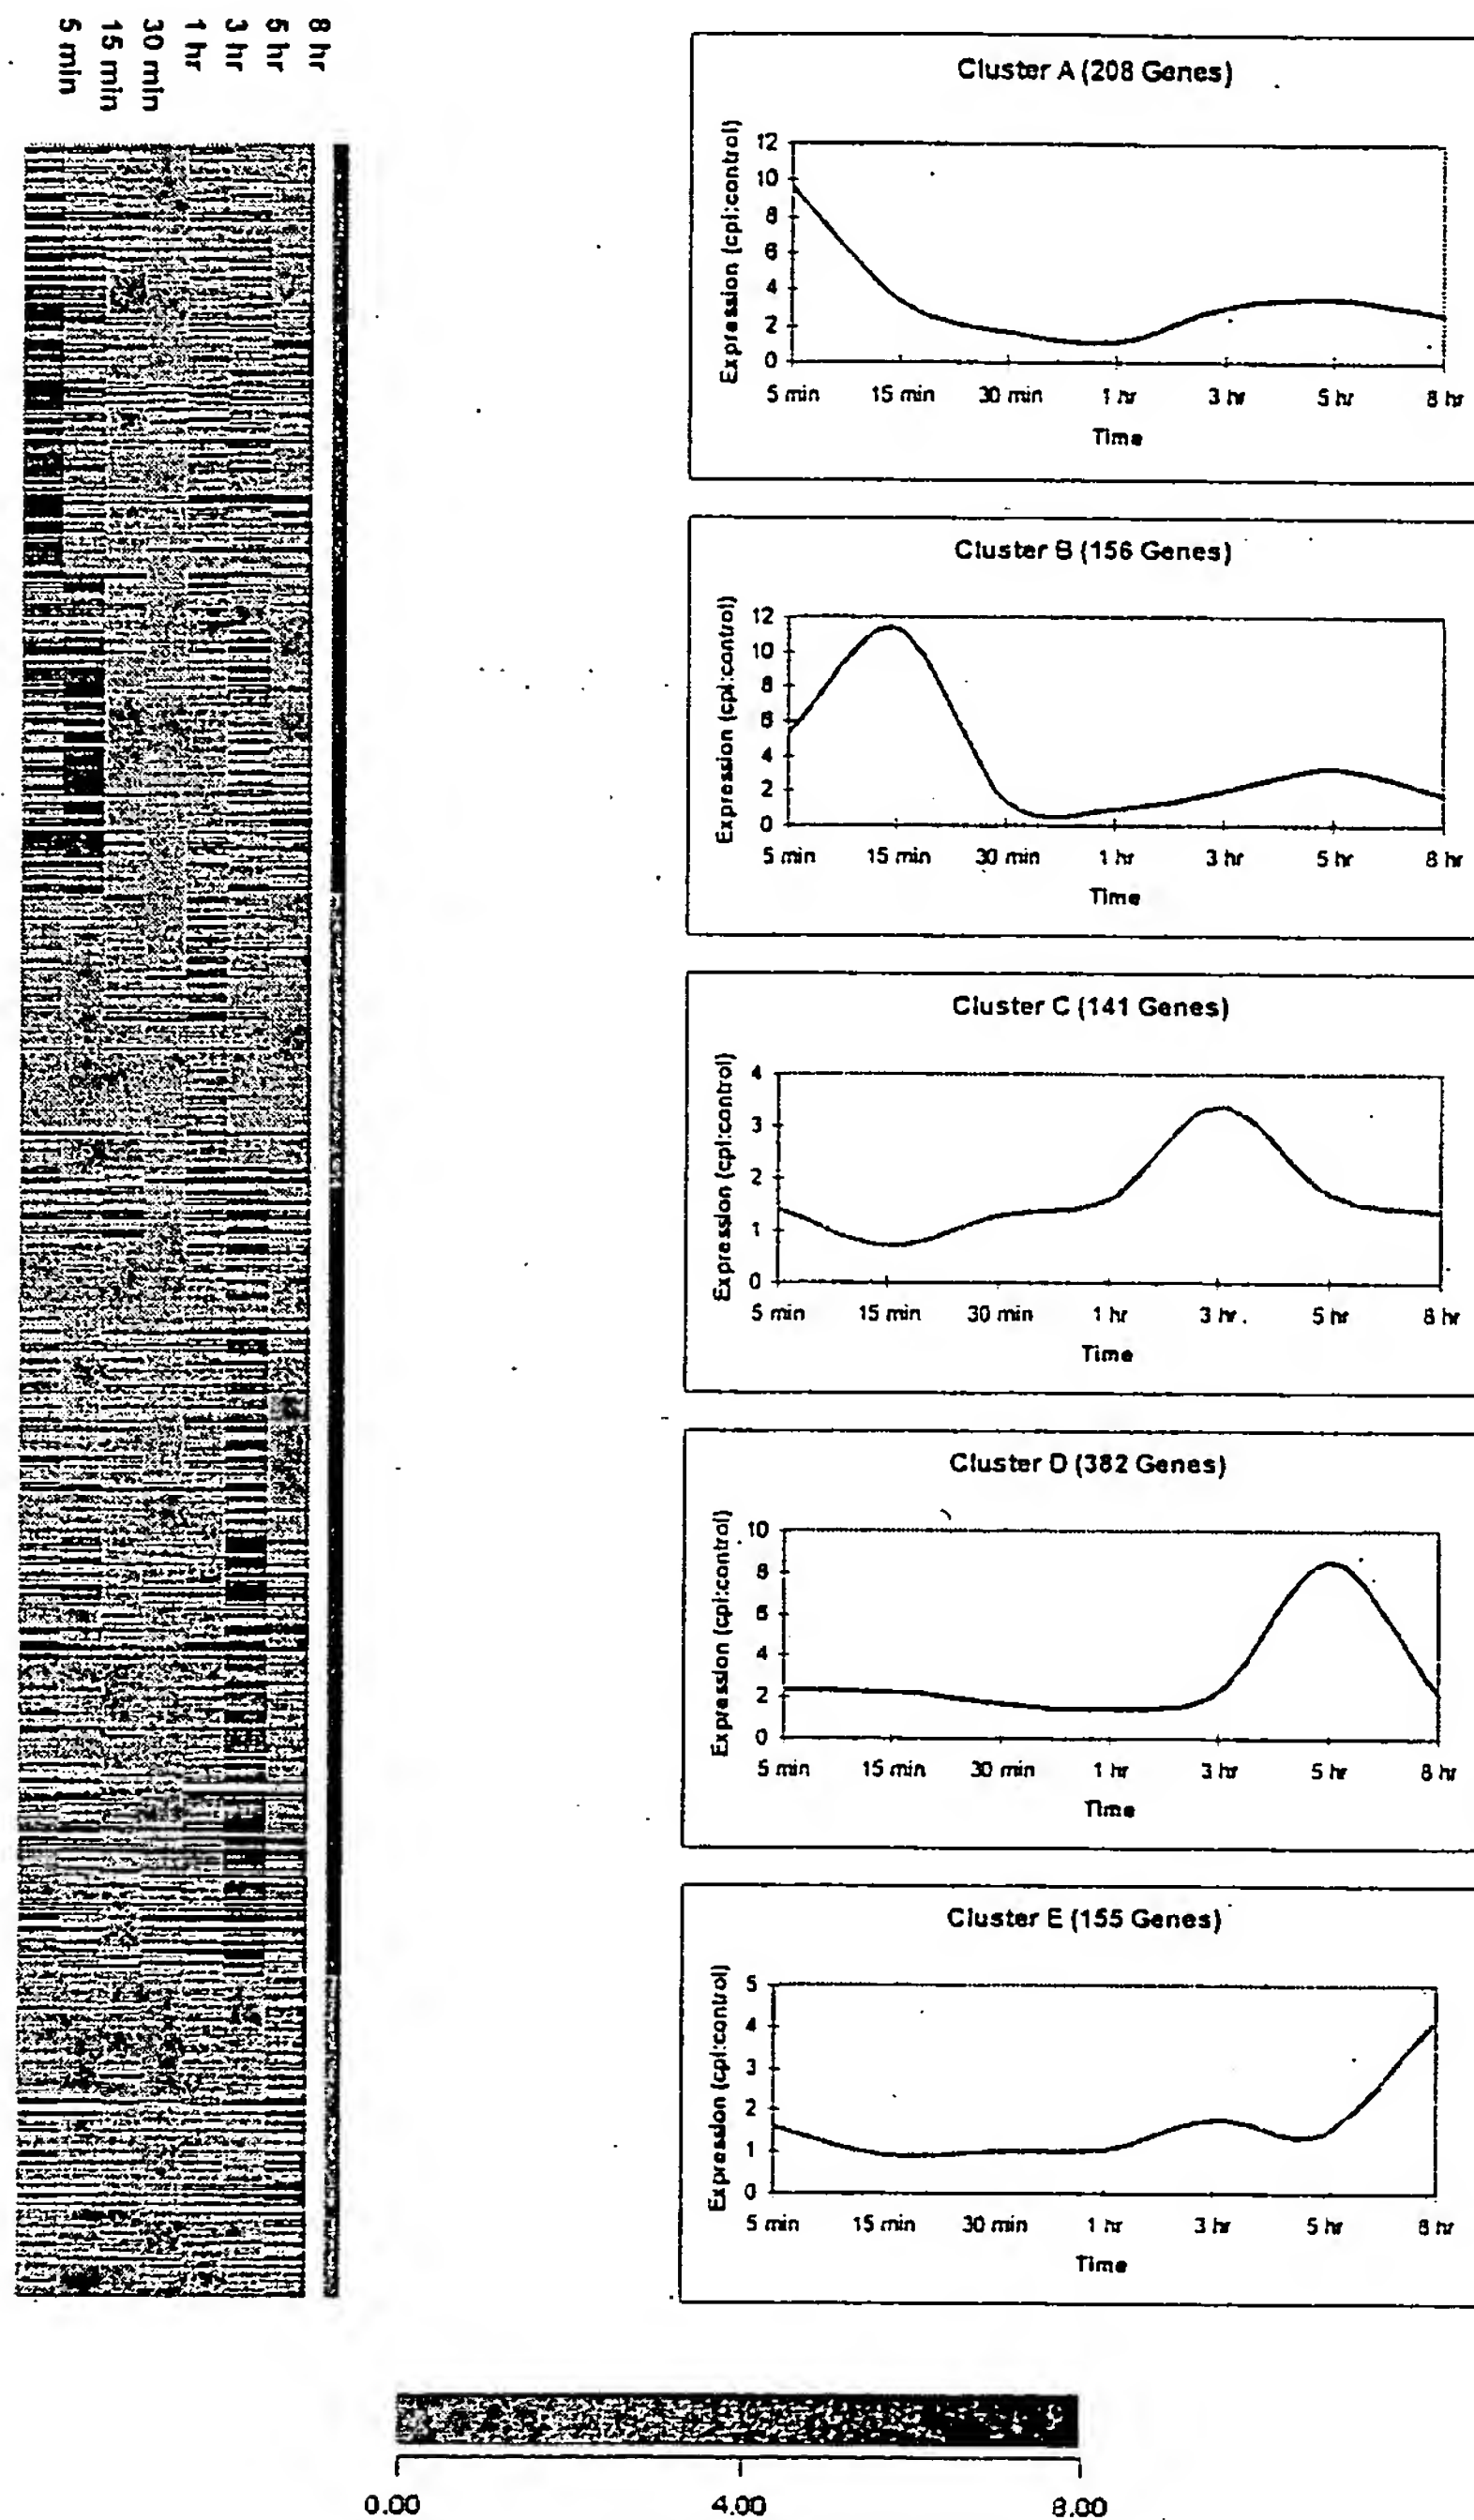 8 hr
5 hr
3 hr
1 hr
30 min
15 min
5 min
Cluster A (208 Genes)
Expression (cpl:control)
12
10
8
6
4
2
0
5 min 15 min 30 min 1 hr 3 hr 5 hr 8 hr
Time
Cluster B (156 Genes)
Expression (cpl:control)
12
10
8
6
4
2
0
5 min 15 min 30 min 1 hr 3 hr 5 hr 8 hr
Time
Cluster C (141 Genes)
Expression (cpl:control)
4
3
2
1
0
5 min 15 min 30 min 1 hr 3 hr 5 hr 8 hr
Time
Cluster D (382 Genes)
Expression (cpl:control)
10
8
6
4
2
0
5 min 15 min 30 min 1 hr 3 hr 5 hr 8 hr
Time
Cluster E (155 Genes)
Expression (cpl:control)
5
4
3
2
1
0
5 min 15 min 30 min 1 hr 3 hr 5 hr 8 hr
Time
0.00 4.00 8.00